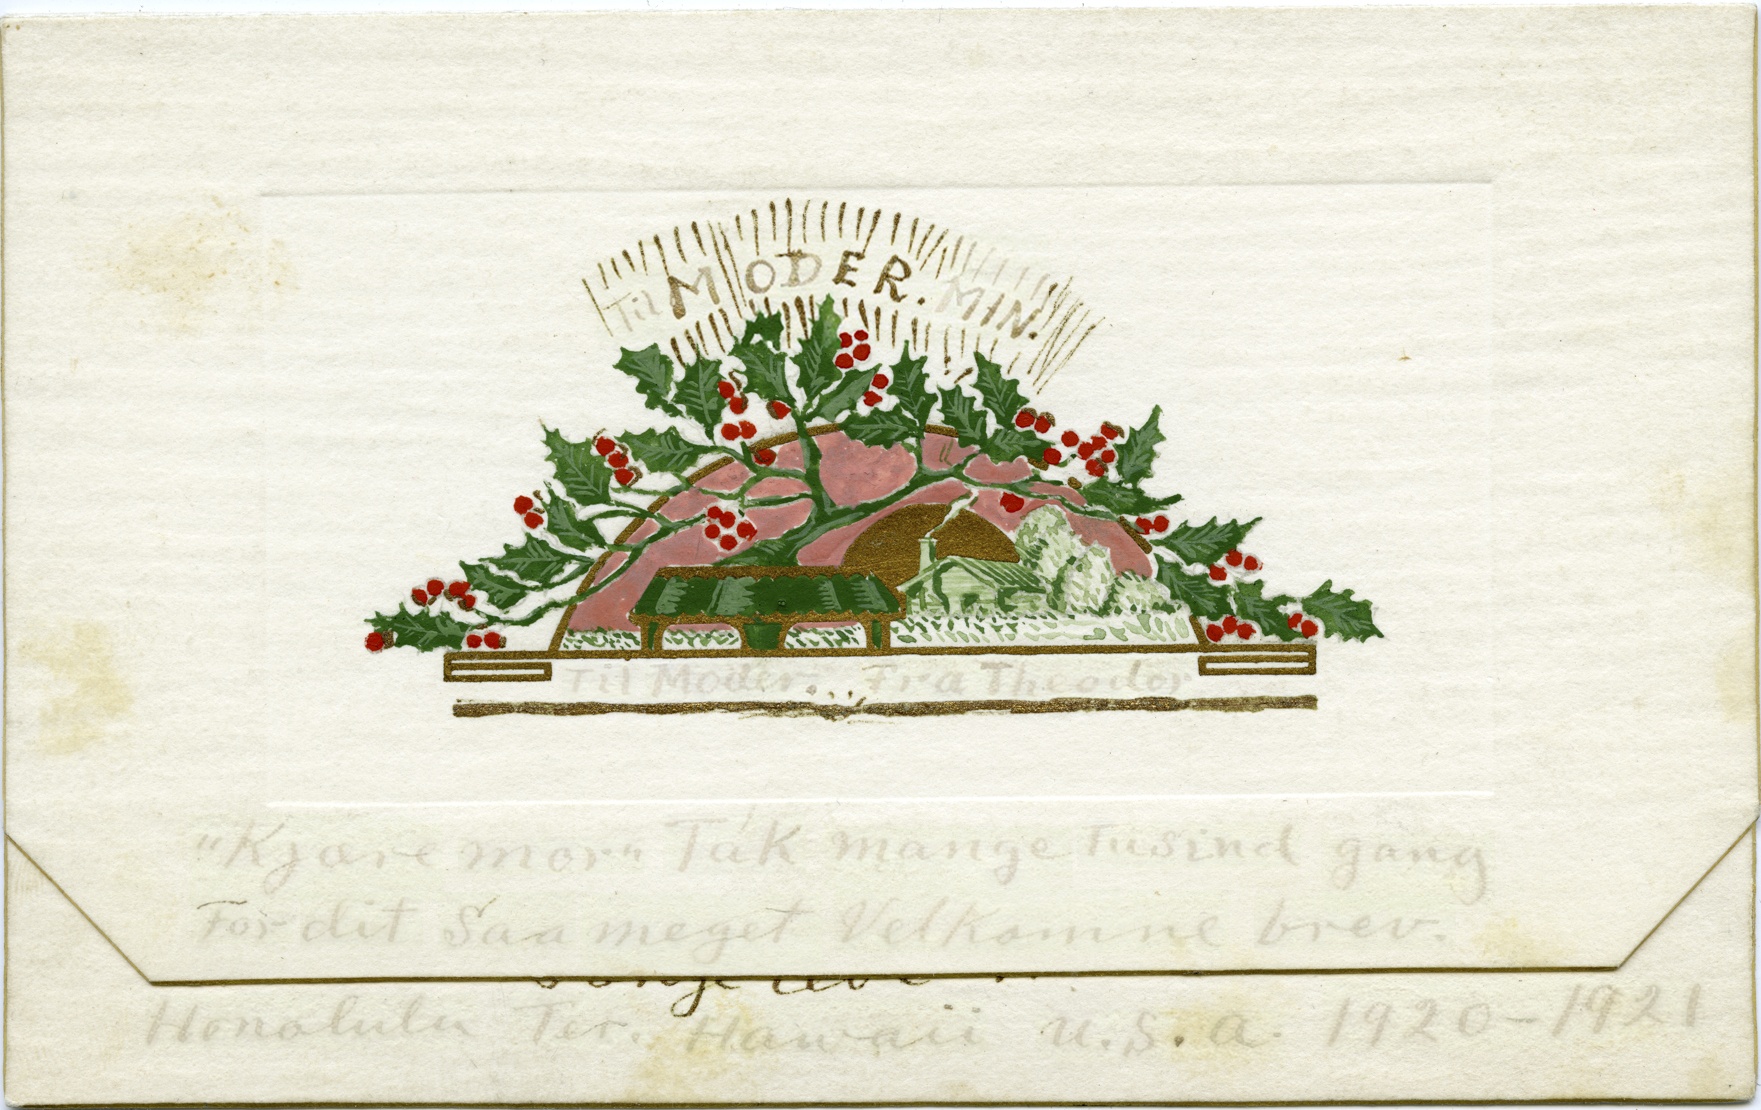 Til MODER. MIN.
Til Moder. Fra Theodor
"Kjære mor" Tak mange Tusind gang
For dit Saa meget Velkomne brev.
Honolulu Ter. Hawaii U.S.a. 1920-1921